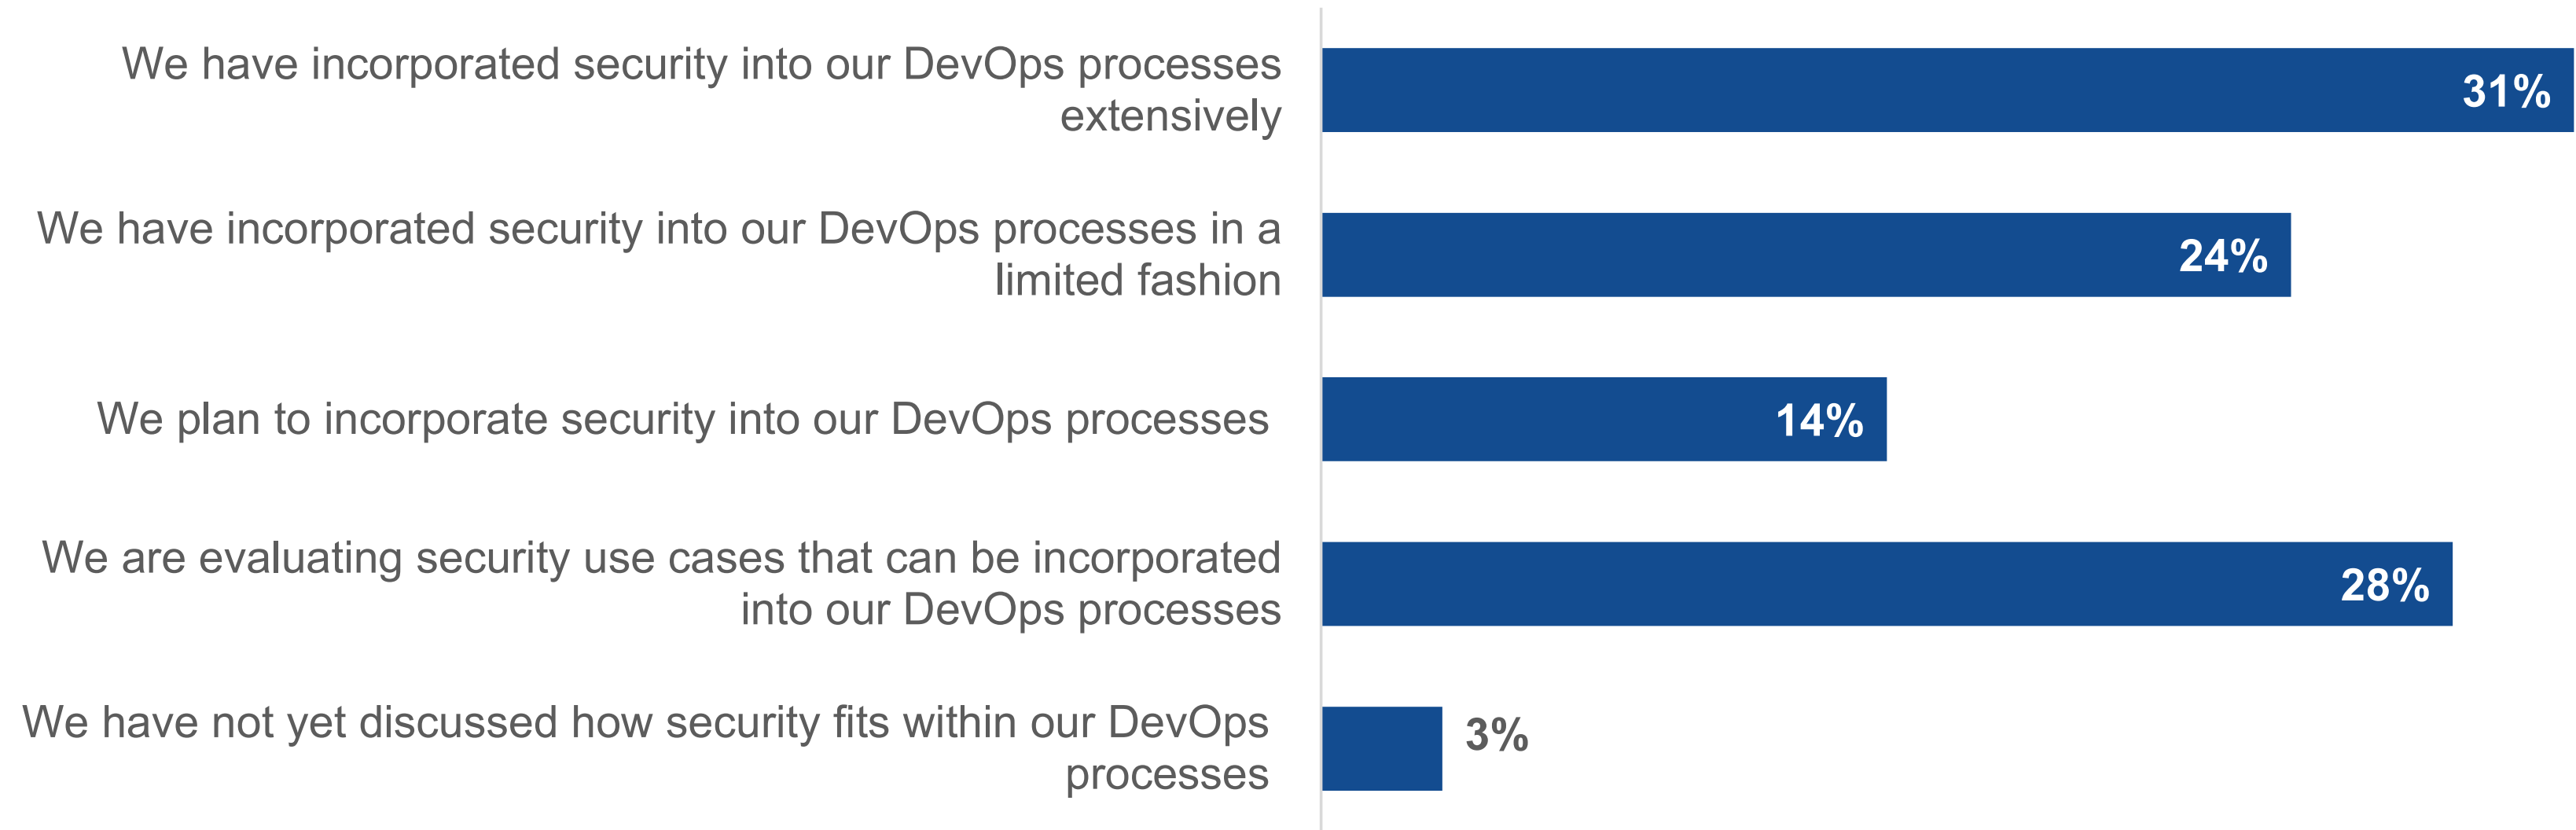 We have incorporated security into our DevOps processes
extensively
31%
We have incorporated security into our DevOps processes in a
limited fashion
24%
We plan to incorporate security into our DevOps processes
14%
We are evaluating security use cases that can be incorporated
into our DevOps processes
28%
We have not yet discussed how security fits within our DevOps
processes
3%